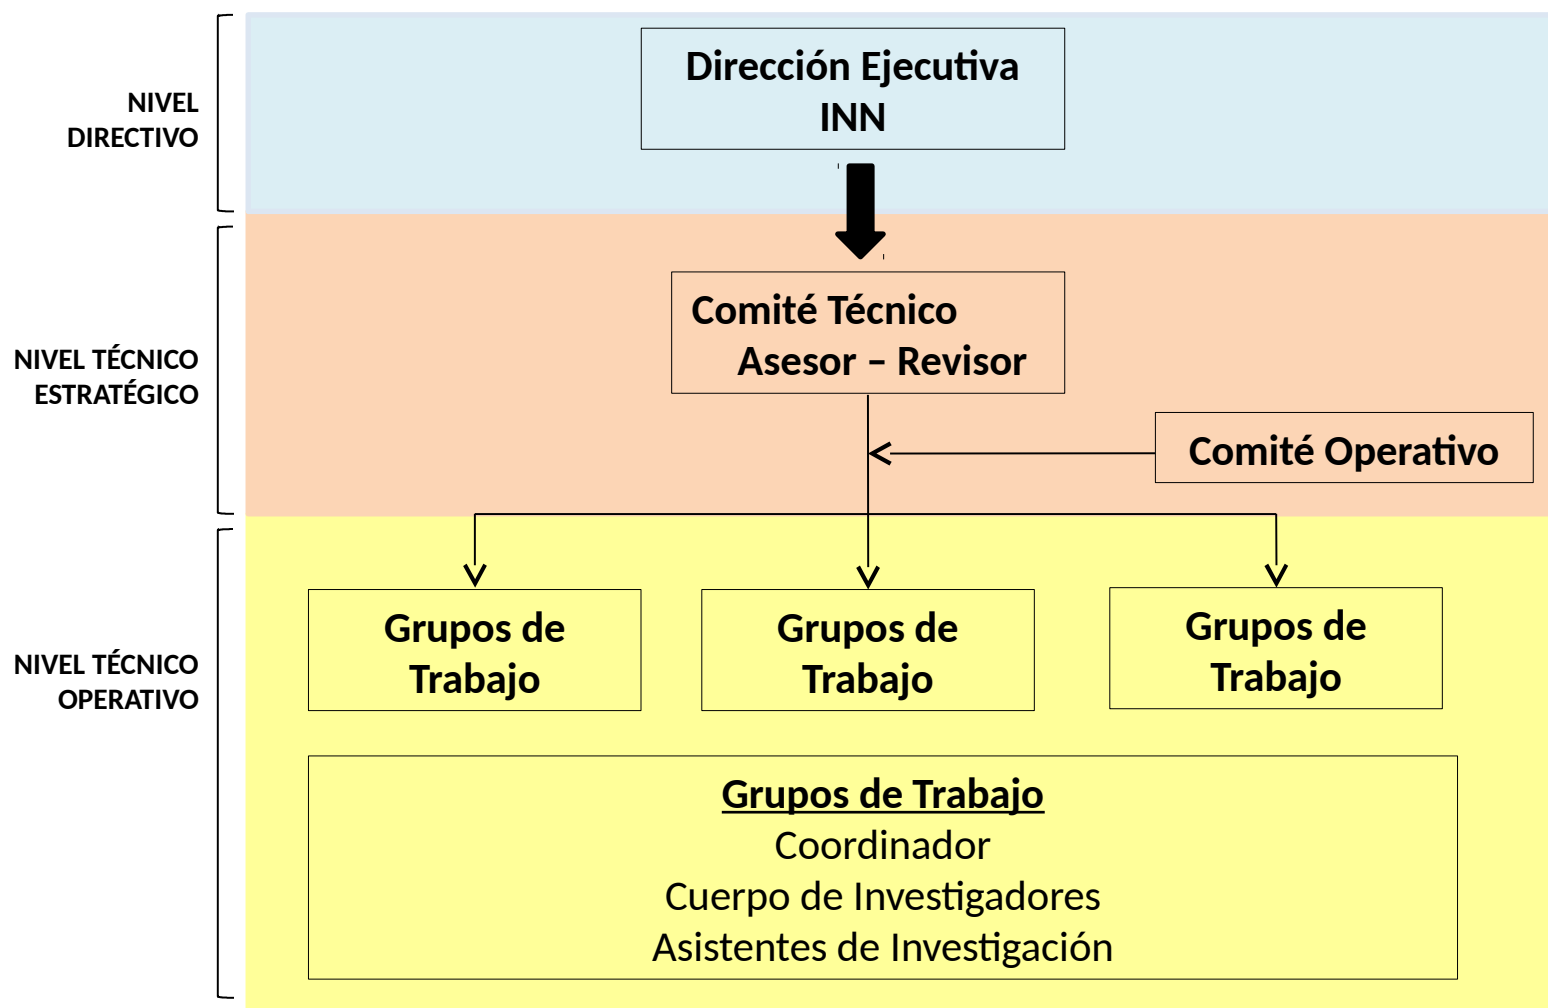 NIVEL
DIRECTIVO
Dirección Ejecutiva
INN
NIVEL TÉCNICO
ESTRATÉGICO
Comité Técnico
Asesor – Revisor
Comité Operativo
NIVEL TÉCNICO
OPERATIVO
Grupos de
Trabajo
Grupos de
Trabajo
Grupos de
Trabajo
Grupos de Trabajo
Coordinador
Cuerpo de Investigadores
Asistentes de Investigación